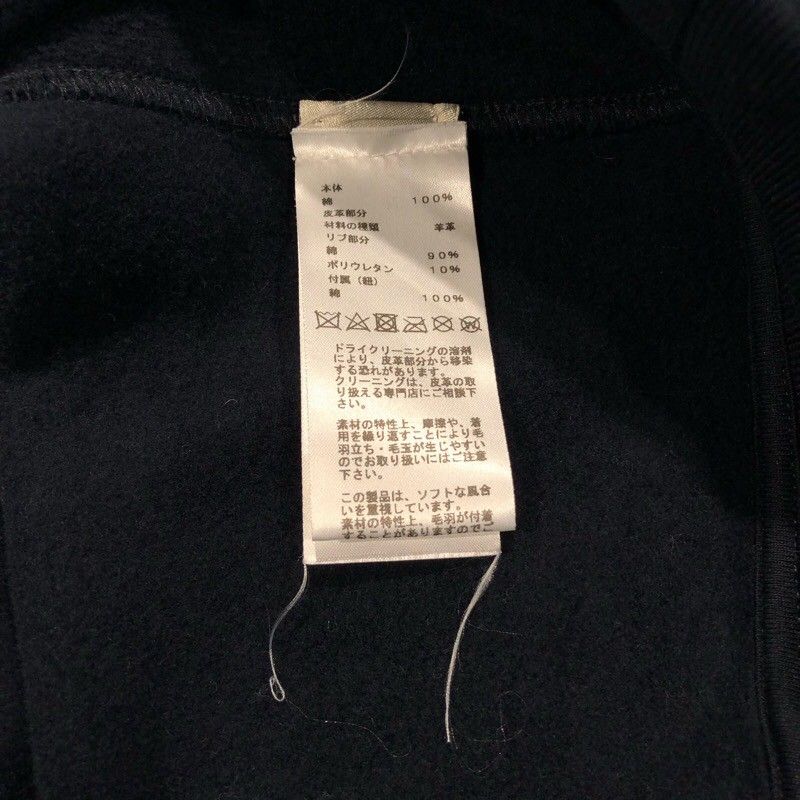 本体
綿 100%
皮革部分
材料の種類 羊革
リブ部分
綿 90%
ポリウレタン 10%
付属（紐）
綿 100%
ドライクリーニングの溶剤
により、皮革部分から移染
する恐れがあります。
クリーニングは、皮革の取
り扱える専門店にご相談下
さい。
素材の特性上、摩擦や、着
用を繰り返すことにより毛
羽立ち・毛玉が生じやすい
のでお取り扱いにはご注意
下さい。
この製品は、ソフトな風合
いを重視しています。
素材の特性上、毛羽が付着
することがありますのでご